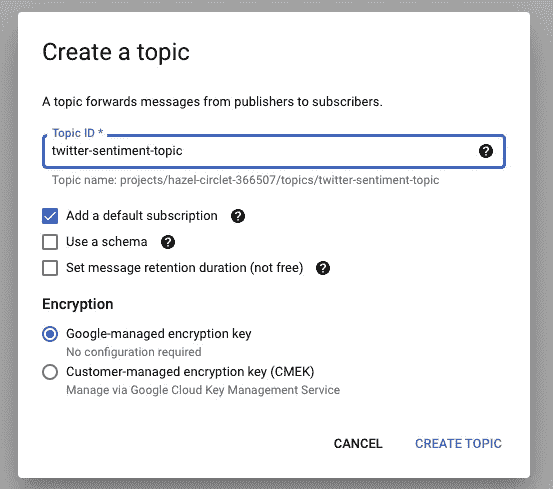 Create a topic
A topic forwards messages from publishers to subscribers.
Topic ID *
twitter-sentiment-topic
Topic name: projects/hazel-circlet-366507/topics/twitter-sentiment-topic
Add a default subscription
Use a schema
Set message retention duration (not free)
Encryption
Google-managed encryption key
No configuration required
Customer-managed encryption key (CMEK)
Manage via Google Cloud Key Management Service
CANCEL CREATE TOPIC